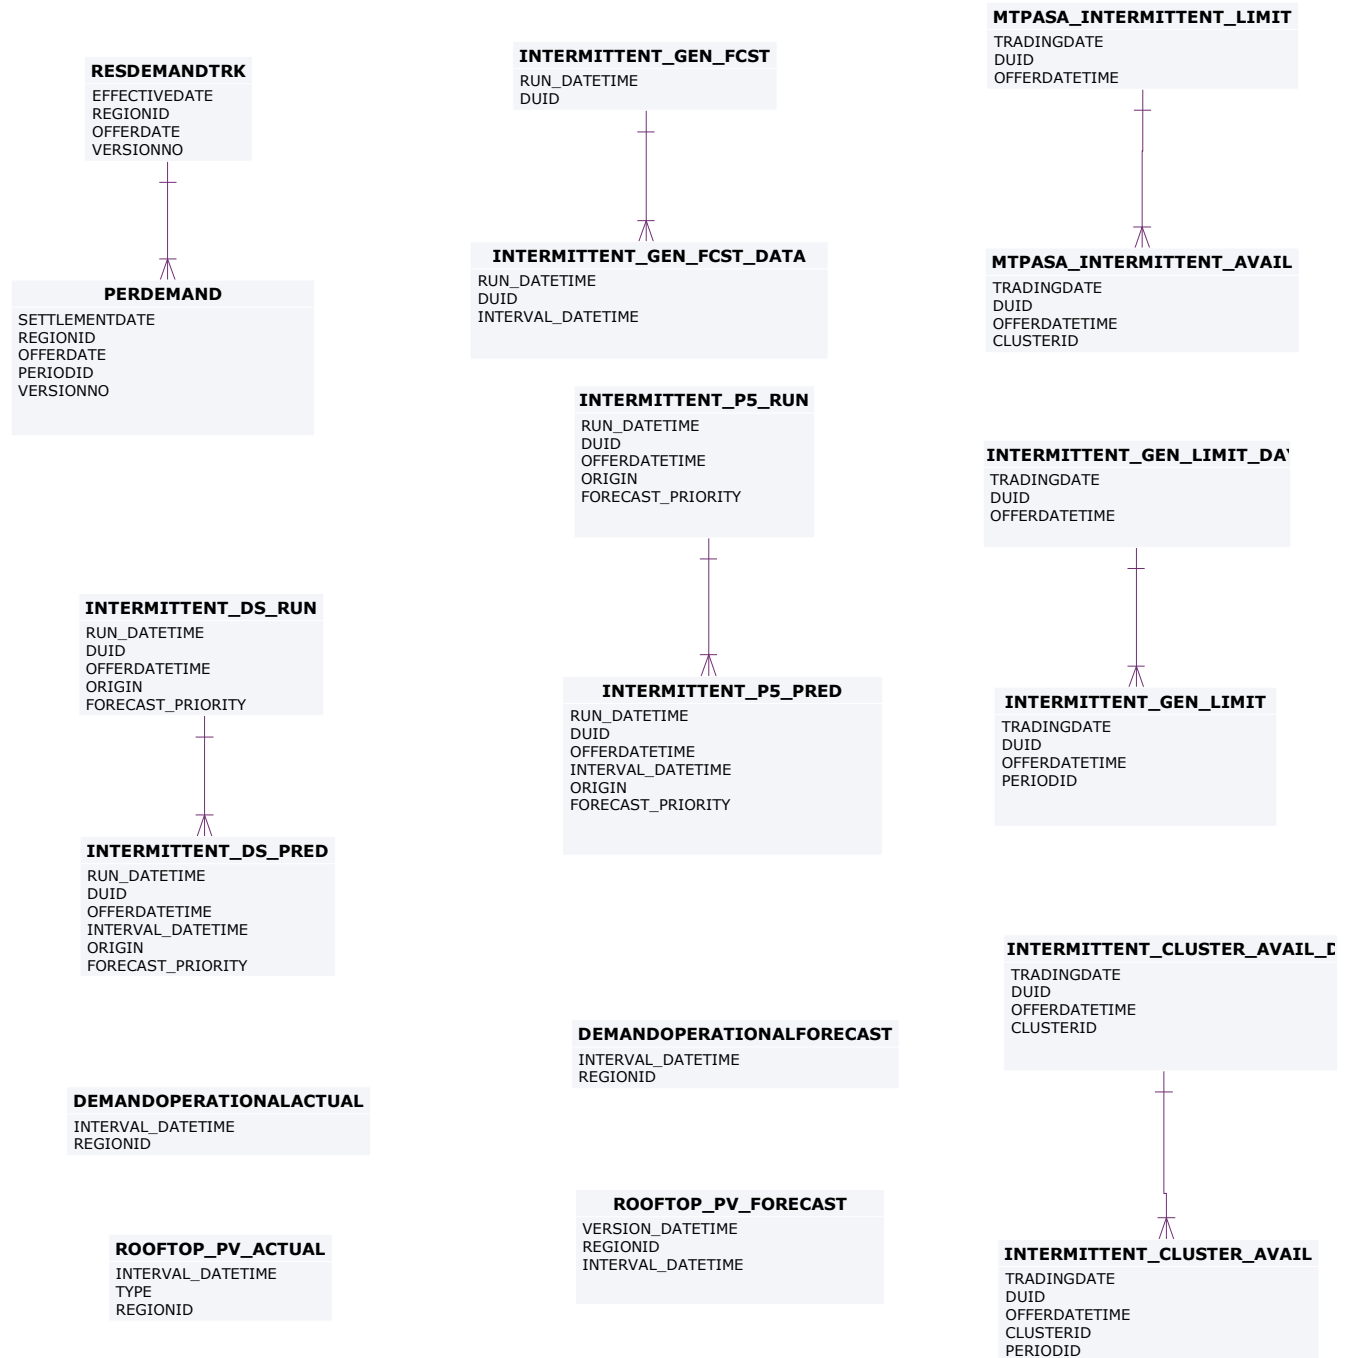 RESDEMANDTRK
EFFECTIVEDATE
REGIONID
OFFERDATE
VERSIONNO
PERDEMAND
SETTLEMENTDATE
REGIONID
OFFERDATE
PERIODID
VERSIONNO
INTERMITTENT_DS_RUN
RUN_DATETIME
DUID
OFFERDATETIME
ORIGIN
FORECAST_PRIORITY
INTERMITTENT_DS_PRED
RUN_DATETIME
DUID
OFFERDATETIME
INTERVAL_DATETIME
ORIGIN
FORECAST_PRIORITY
DEMANDOPERATIONALACTUAL
INTERVAL_DATETIME
REGIONID
ROOFTOP_PV_ACTUAL
INTERVAL_DATETIME
TYPE
REGIONID
INTERMITTENT_GEN_FCST
RUN_DATETIME
DUID
INTERMITTENT_GEN_FCST_DATA
RUN_DATETIME
DUID
INTERVAL_DATETIME
INTERMITTENT_P5_RUN
RUN_DATETIME
DUID
OFFERDATETIME
ORIGIN
FORECAST_PRIORITY
INTERMITTENT_P5_PRED
RUN_DATETIME
DUID
OFFERDATETIME
INTERVAL_DATETIME
ORIGIN
FORECAST_PRIORITY
DEMANDOPERATIONALFORECAST
INTERVAL_DATETIME
REGIONID
ROOFTOP_PV_FORECAST
VERSION_DATETIME
REGIONID
INTERVAL_DATETIME
MTPASA_INTERMITTENT_LIMIT
TRADINGDATE
DUID
OFFERDATETIME
MTPASA_INTERMITTENT_AVAIL
TRADINGDATE
DUID
OFFERDATETIME
CLUSTERID
INTERMITTENT_GEN_LIMIT_DAY
TRADINGDATE
DUID
OFFERDATETIME
INTERMITTENT_GEN_LIMIT
TRADINGDATE
DUID
OFFERDATETIME
PERIODID
INTERMITTENT_CLUSTER_AVAIL_D
TRADINGDATE
DUID
OFFERDATETIME
CLUSTERID
INTERMITTENT_CLUSTER_AVAIL
TRADINGDATE
DUID
OFFERDATETIME
CLUSTERID
PERIODID